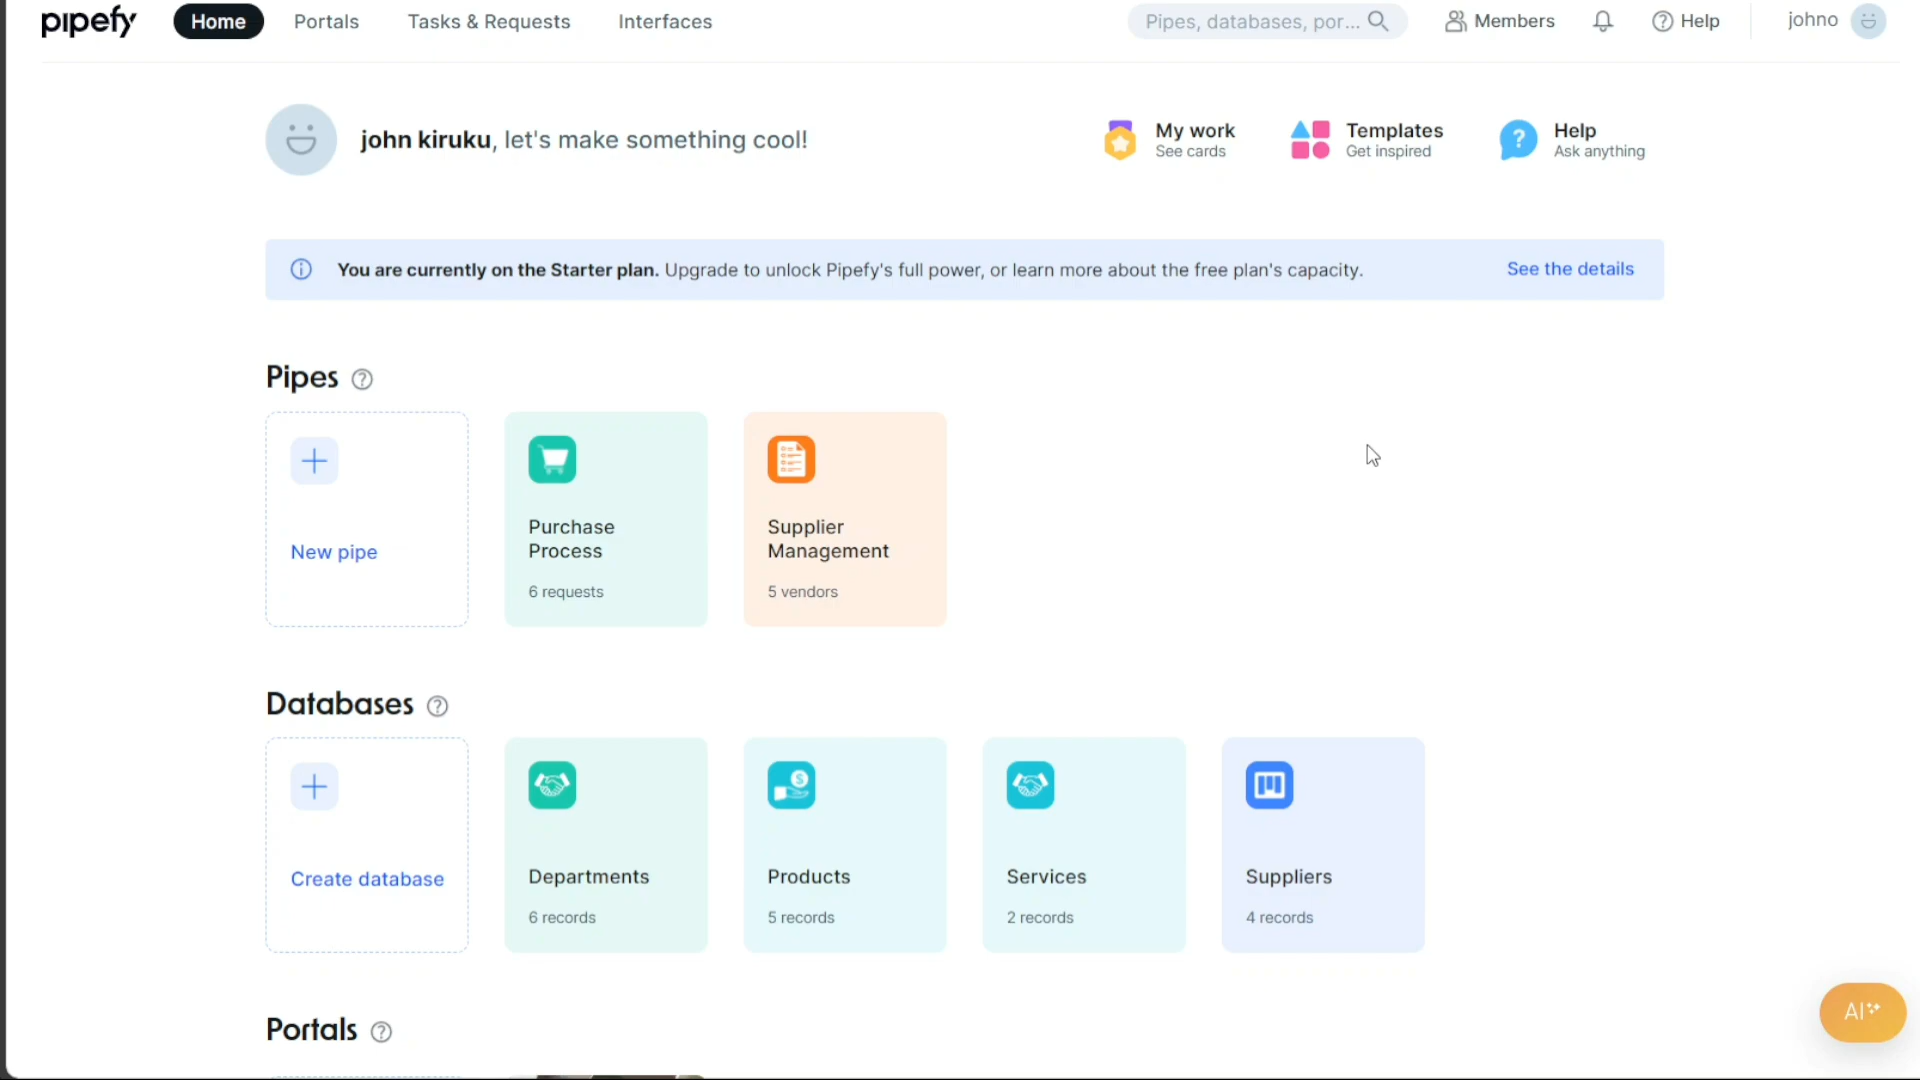 pipefy
Home
Portals
Tasks & Requests
Interfaces
Pipes, databases, por...
Members
Help
johno
john kiruku, let's make something cool!
My work
See cards
Templates
Get inspired
Help
Ask anything
You are currently on the Starter plan. Upgrade to unlock Pipefy's full power, or learn more about the free plan's capacity.
See the details
Pipes
New pipe
Purchase
Process
6 requests
Supplier
Management
5 vendors
Databases
Create database
Departments
6 records
Products
5 records
Services
2 records
Suppliers
4 records
Portals
AI